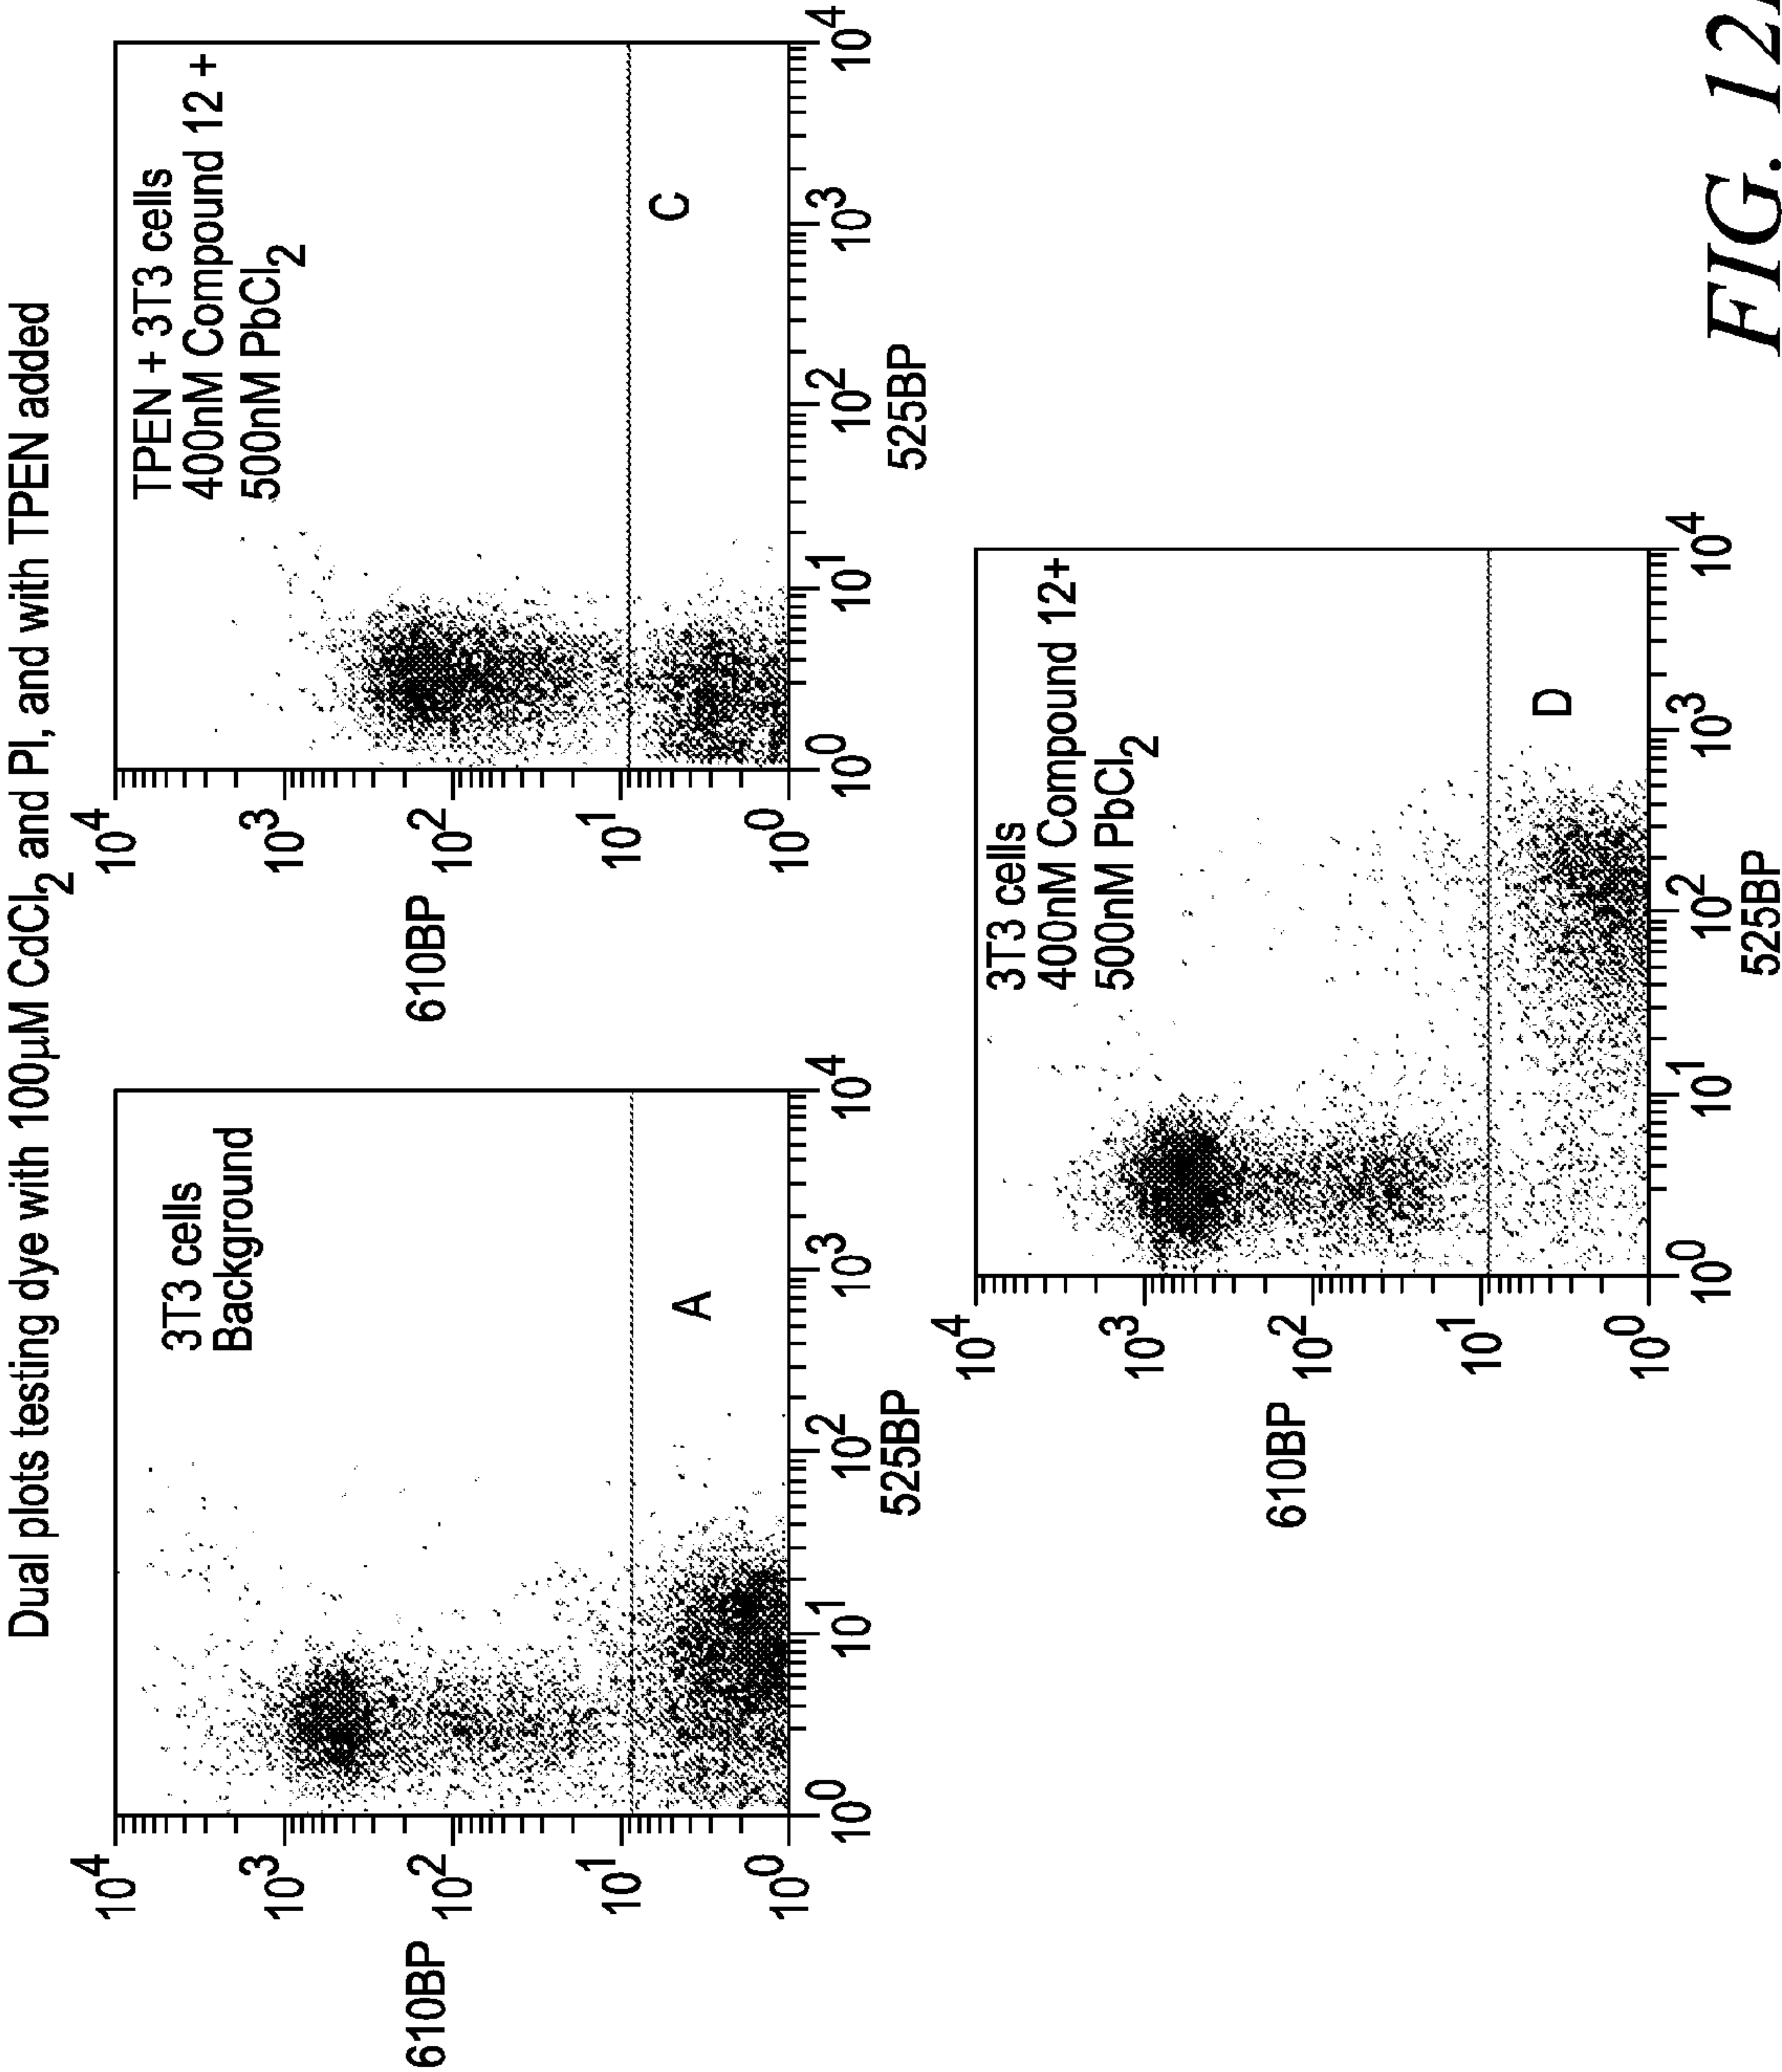 Dual plots testing dye with 100µM CdCl2 and PI, and with TPEN added
3T3 cells
Background
A
610BP
10^4
10^3
10^2
10^1
10^0
10^0
10^1
10^2
10^3
10^4
525BP
TPEN + 3T3 cells
400nM Compound 12 +
500nM PbCl2
C
610BP
10^4
10^3
10^2
10^1
10^0
10^0
10^1
10^2
10^3
10^4
525BP
3T3 cells
400nM Compound 12+
500nM PbCl2
D
610BP
10^4
10^3
10^2
10^1
10^0
10^0
10^1
10^2
10^3
10^4
525BP
FIG. 12